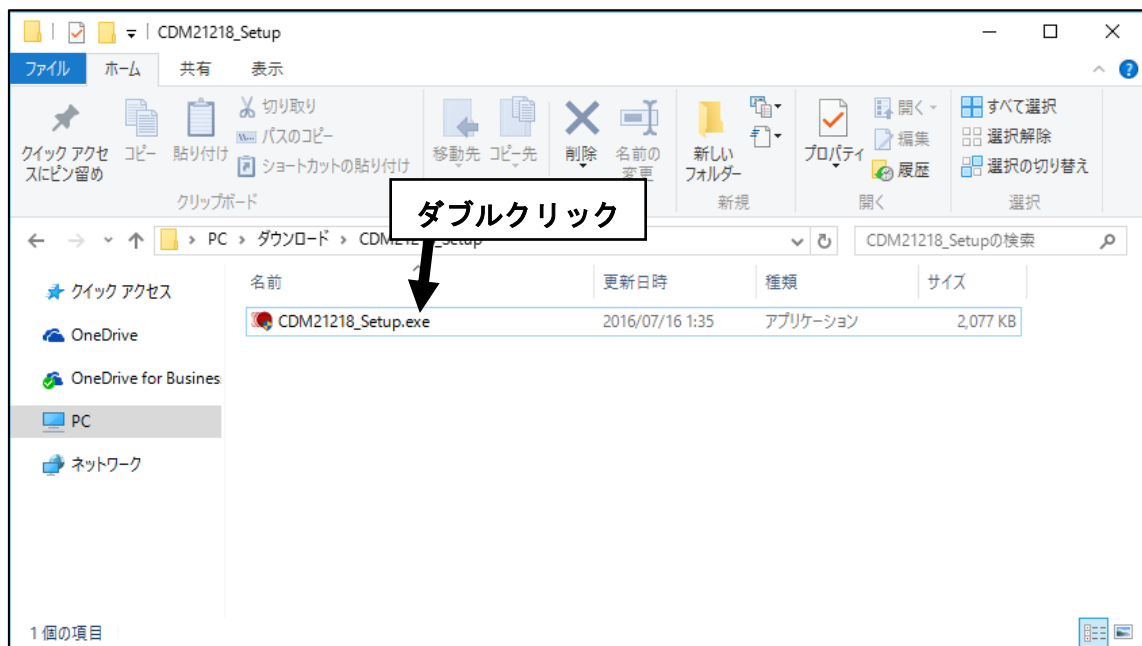 CDM21218_Setup
ファイル ホーム 共有 表示
クイック アクセスにピン留め
コピー
貼り付け
切り取り
パスのコピー
ショートカットの貼り付け
クリップボード
移動先
コピー先
削除
名前の変更
新しいフォルダー
新規
プロパティ
開く
編集
履歴
開く
すべて選択
選択解除
選択の切り替え
選択
ダブルクリック
PC › ダウンロード › CDM21218_Setup
CDM21218_Setupの検索
名前 更新日時 種類 サイズ
CDM21218_Setup.exe 2016/07/16 1:35 アプリケーション 2,077 KB
クイック アクセス
OneDrive
OneDrive for Busines
PC
ネットワーク
1 個の項目